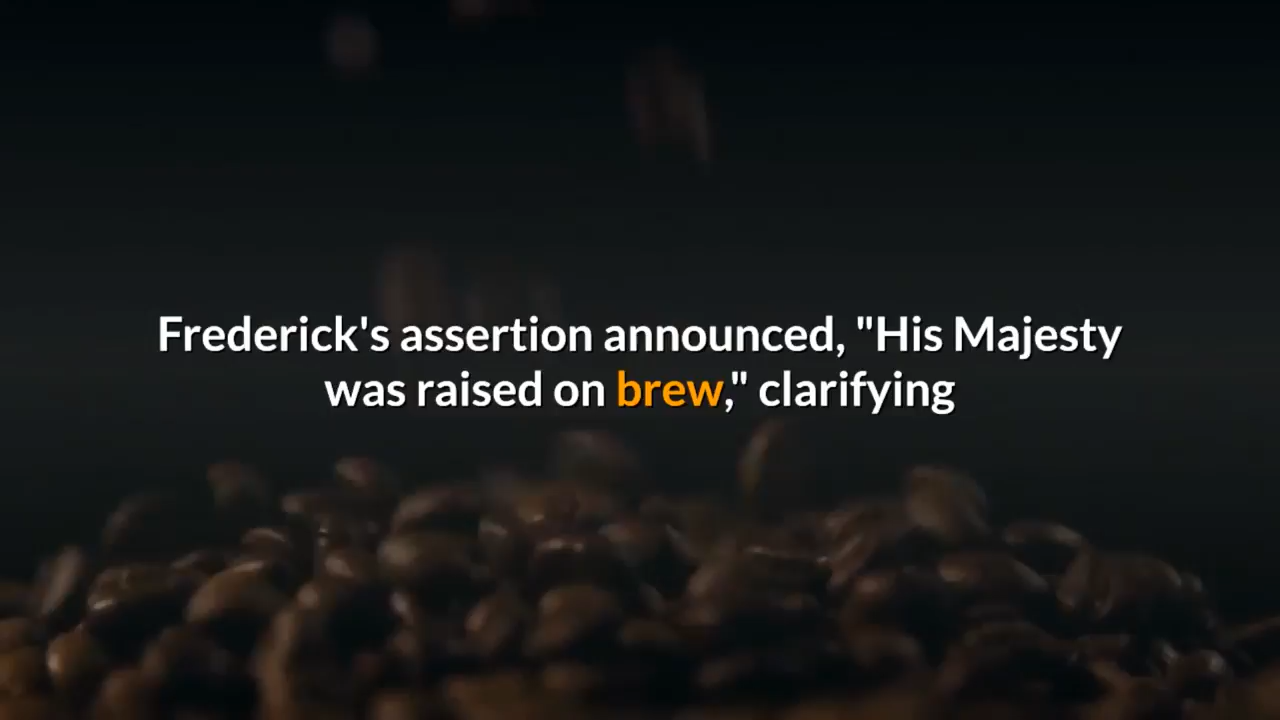 Frederick's assertion announced, "His Majesty
was raised on brew," clarifying